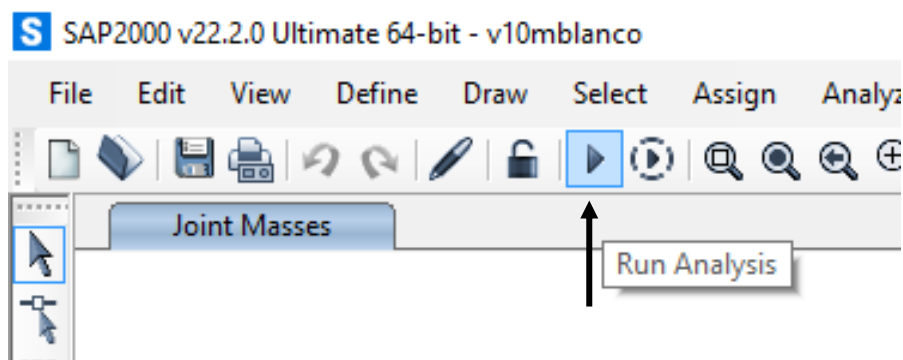 S SAP2000 v22.2.0 Ultimate 64-bit - v10mblanco
File Edit View Define Draw Select Assign Analyz
Joint Masses
Run Analysis